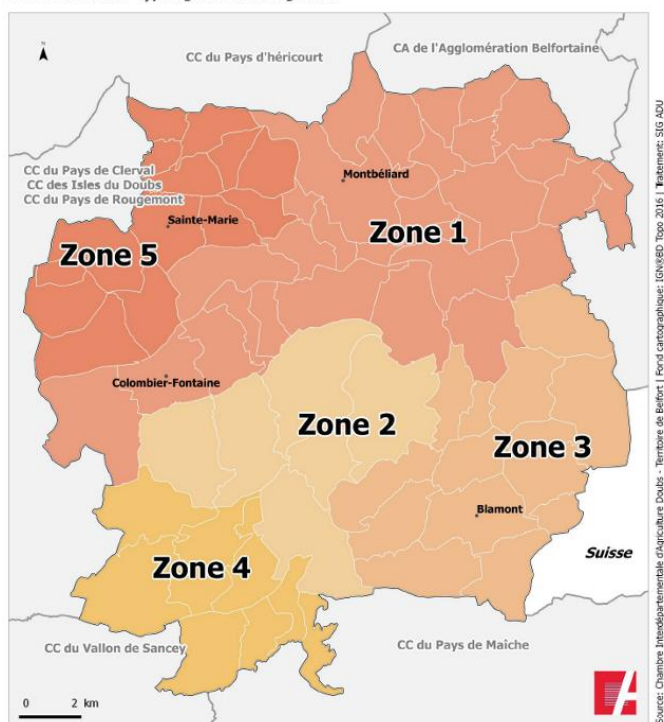 N
CC du Pays d'héricourt
CA de l'Agglomération Belfortaine
CC du Pays de Clerval
CC des Isles du Doubs
CC du Pays de Rougemont
Montbéliard
Sainte-Marie
Zone 1
Zone 5
Colombier-Fontaine
Zone 2
Zone 3
Blamont
Suisse
Zone 4
CC du Vallon de Sancey
CC du Pays de Maîche
0 2 km
Source: Chambre Interdépartementale d'Agriculture Doubs - Territoire de Belfort | Fond cartographique: IGN®BD Topo 2016 | Traitement: SIG ADU